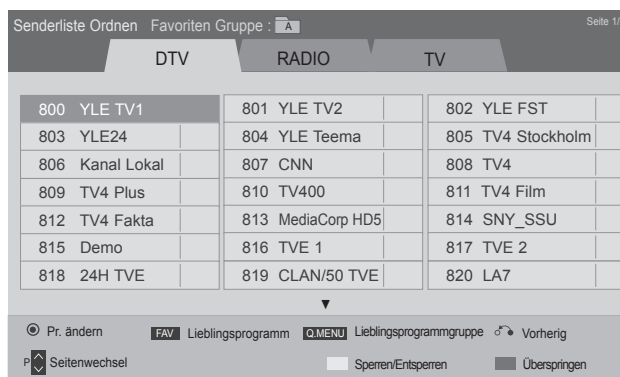 Senderliste Ordnen Favoriten Gruppe : A Seite 1/
DTV RADIO TV
800 YLE TV1 801 YLE TV2 802 YLE FST
803 YLE24 804 YLE Teema 805 TV4 Stockholm
806 Kanal Lokal 807 CNN 808 TV4
809 TV4 Plus 810 TV400 811 TV4 Film
812 TV4 Fakta 813 MediaCorp HD5 814 SNY_SSU
815 Demo 816 TVE 1 817 TVE 2
818 24H TVE 819 CLAN/50 TVE 820 LA7
Pr. ändern FAV Lieblingsprogramm Q.MENU Lieblingsprogrammgruppe Vorherig
P Seitenwechsel Sperren/Entsperren Überspringen